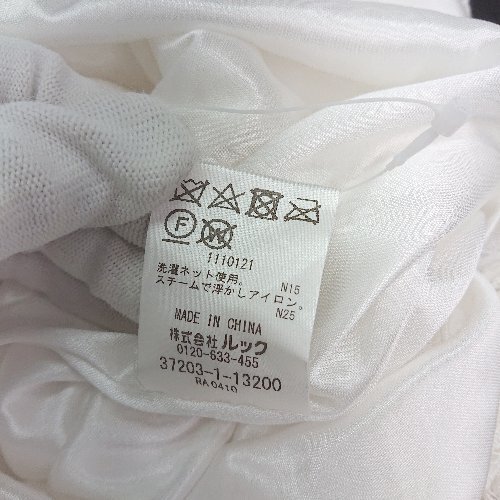 F W
1110121
洗濯ネット使用。 N15
スチームで浮かしアイロン。
N25
MADE IN CHINA
株式会社 ルック
0120-633-455
37203-1-13200
RA0410